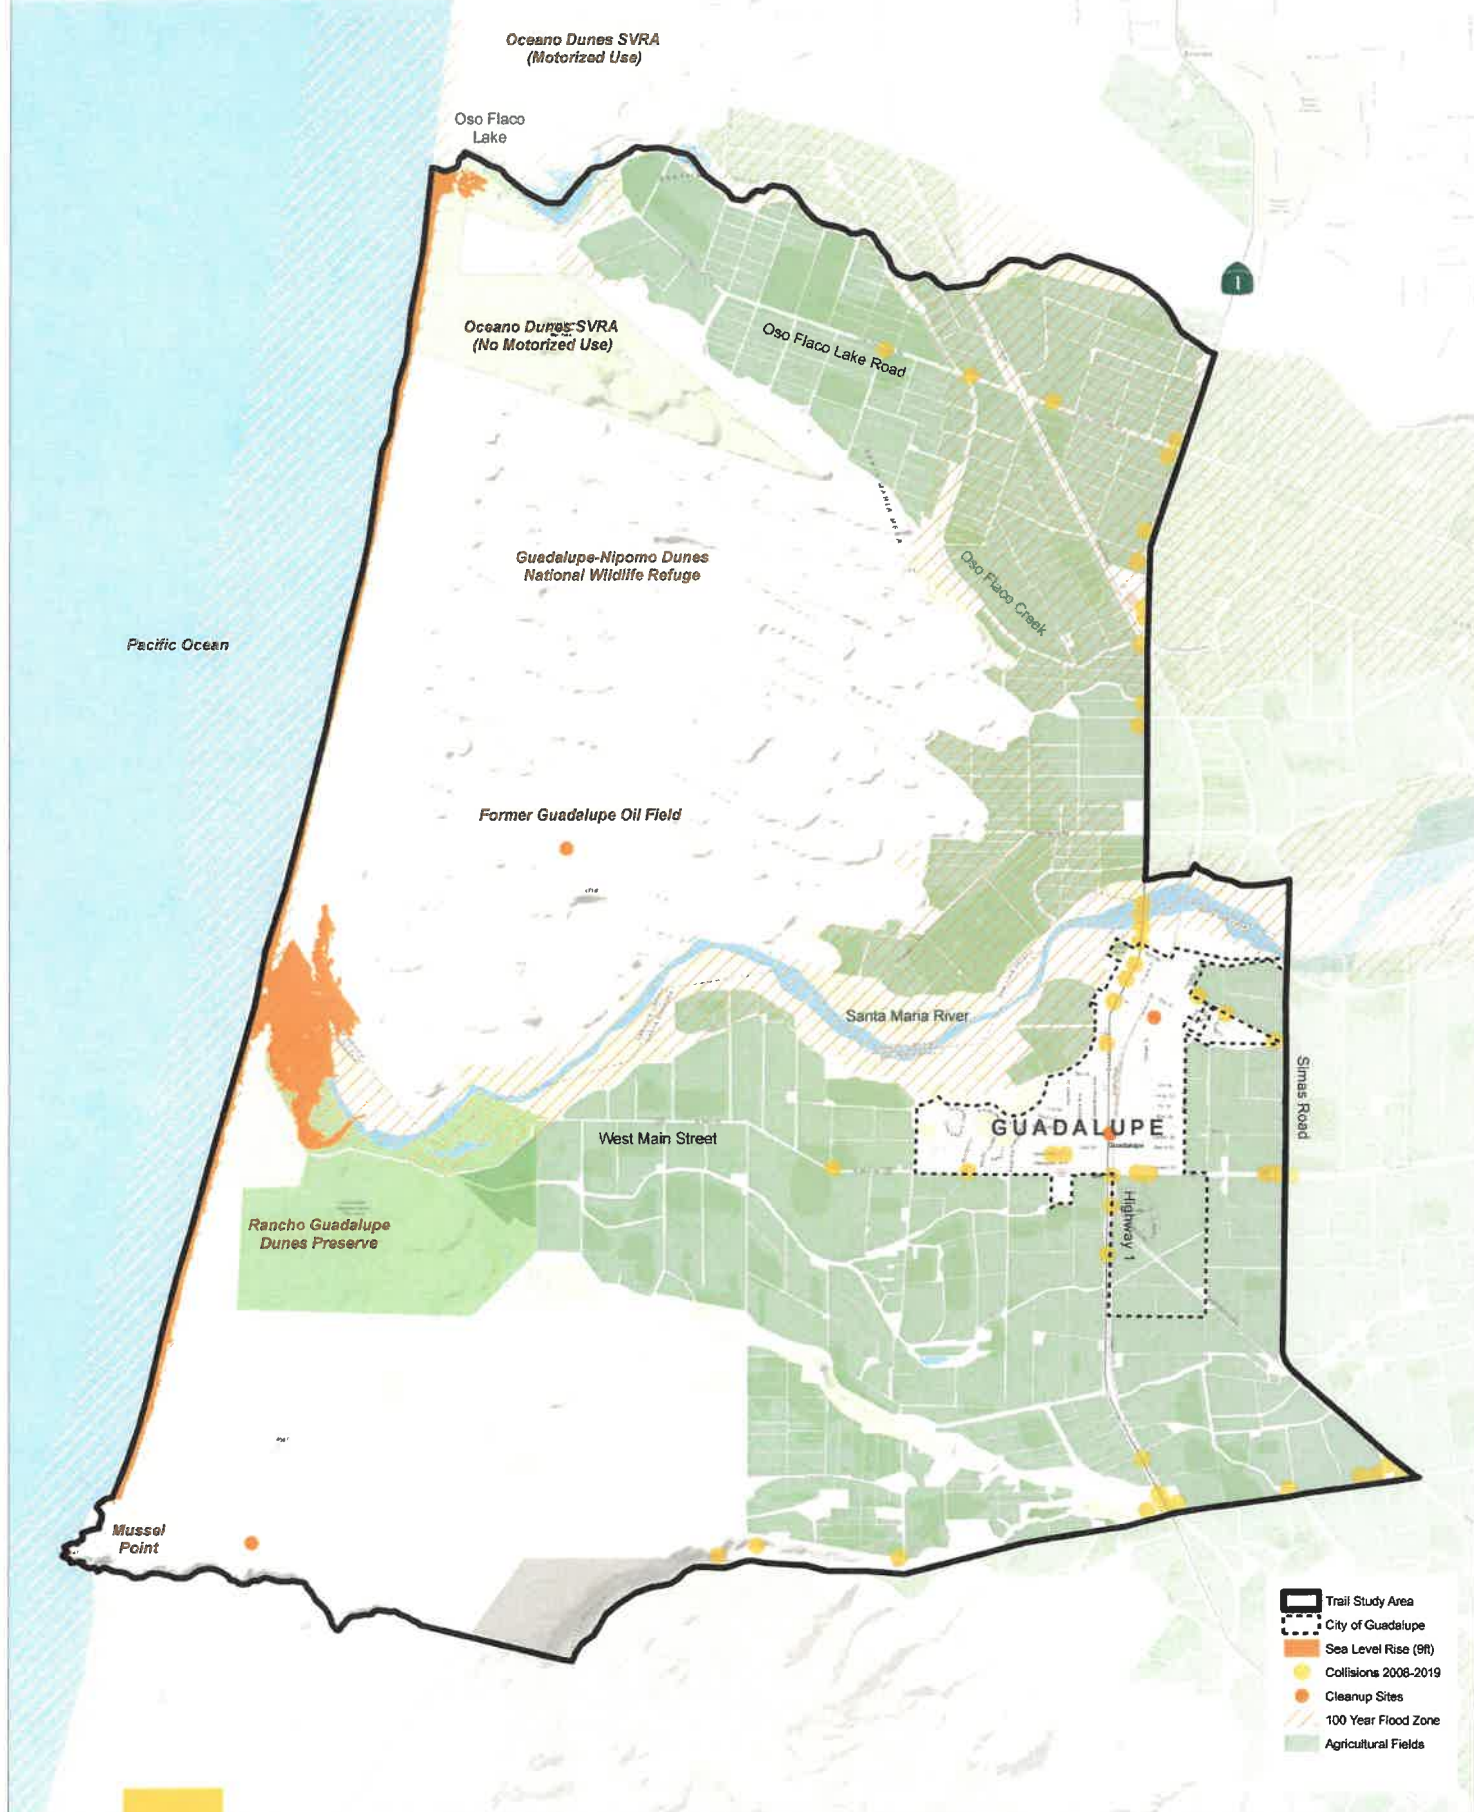 Oceano Dunes SVRA
(Motorized Use)
Oso Flaco
Lake
1
Oceano Dunes SVRA
(No Motorized Use)
Oso Flaco Lake Road
Guadalupe-Nipomo Dunes
National Wildlife Refuge
Oso Flaco Creek
Pacific Ocean
Former Guadalupe Oil Field
Santa Maria River
Simas Road
West Main Street
GUADALUPE
Guadalupe
Highway 1
Rancho Guadalupe
Dunes Preserve
Mussel
Point
Trail Study Area
City of Guadalupe
Sea Level Rise (9ft)
Collisions 2008-2019
Cleanup Sites
100 Year Flood Zone
Agricultural Fields